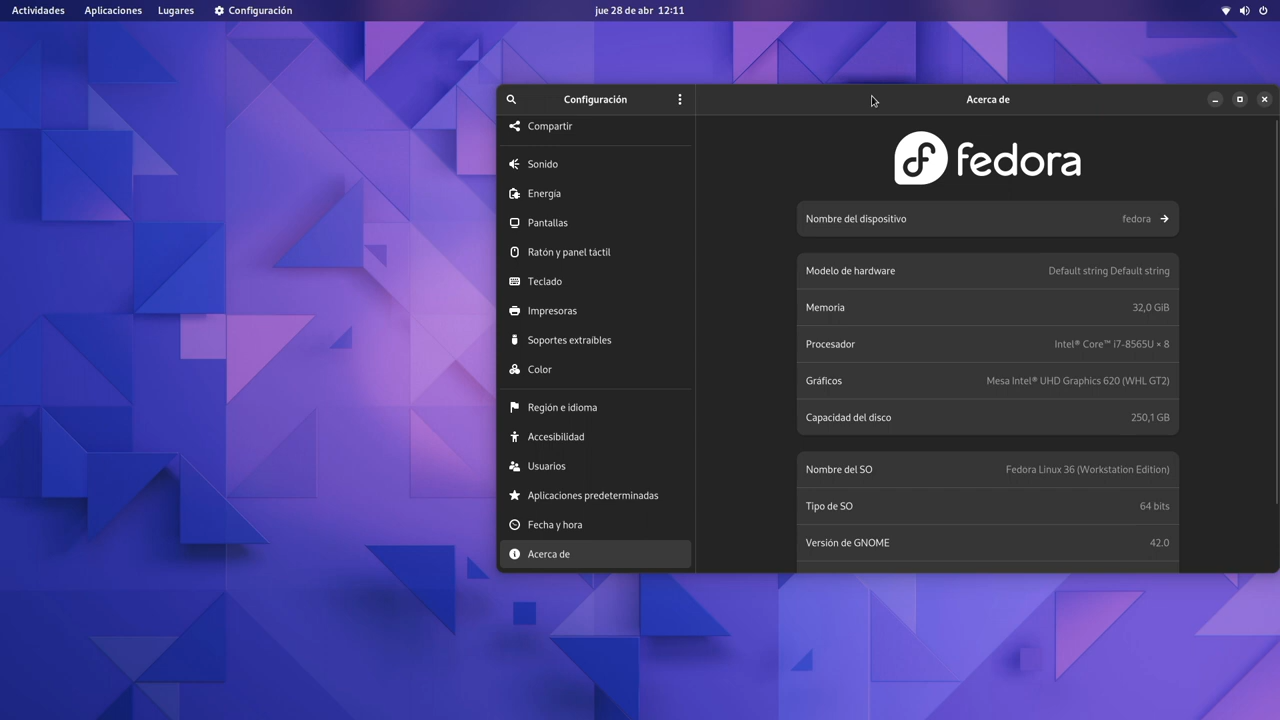 Actividades Aplicaciones Lugares Configuración jue 28 de abr 12:11
Configuración Acerca de
Compartir
fedora
Sonido
Energía
Pantallas
Ratón y panel táctil
Teclado
Impresoras
Soportes extraíbles
Color
Región e idioma
Accesibilidad
Usuarios
Aplicaciones predeterminadas
Fecha y hora
Acerca de
Nombre del dispositivo fedora
Modelo de hardware Default string Default string
Memoria 32,0 GiB
Procesador Intel® Core™ i7-8565U × 8
Gráficos Mesa Intel® UHD Graphics 620 (WHL GT2)
Capacidad del disco 250,1 GB
Nombre del SO Fedora Linux 36 (Workstation Edition)
Tipo de SO 64 bits
Versión de GNOME 42.0